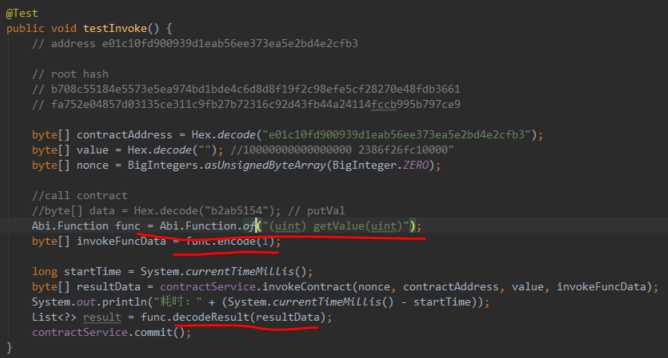 @Test
public void testInvoke() {
// address e01c10fd900939d1eab56ee373ea5e2bd4e2cfb3
// root hash
// b708c55184e5573e5ea974bd1bde4c6d8d8f19f2c98efe5cf28270e48fdb3661
// fa752e04857d03135ce311c9fb27b72316c92d43fb44a24114fccb995b797ce9
byte[] contractAddress = Hex.decode("e01c10fd900939d1eab56ee373ea5e2bd4e2cfb3");
byte[] value = Hex.decode(""); //10000000000000000 2386f26fc10000"
byte[] nonce = BigIntegers.asUnsignedByteArray(BigInteger.ZERO);
//call contract
//byte[] data = Hex.decode("b2ab5154"); // putVal
Abi.Function func = Abi.Function.of("(uint) getValue(uint)");
byte[] invokeFuncData = func.encode(1);
long startTime = System.currentTimeMillis();
byte[] resultData = contractService.invokeContract(nonce, contractAddress, value, invokeFuncData);
System.out.println("耗时：" + (System.currentTimeMillis() - startTime));
List<?> result = func.decodeResult(resultData);
contractService.commit();
}